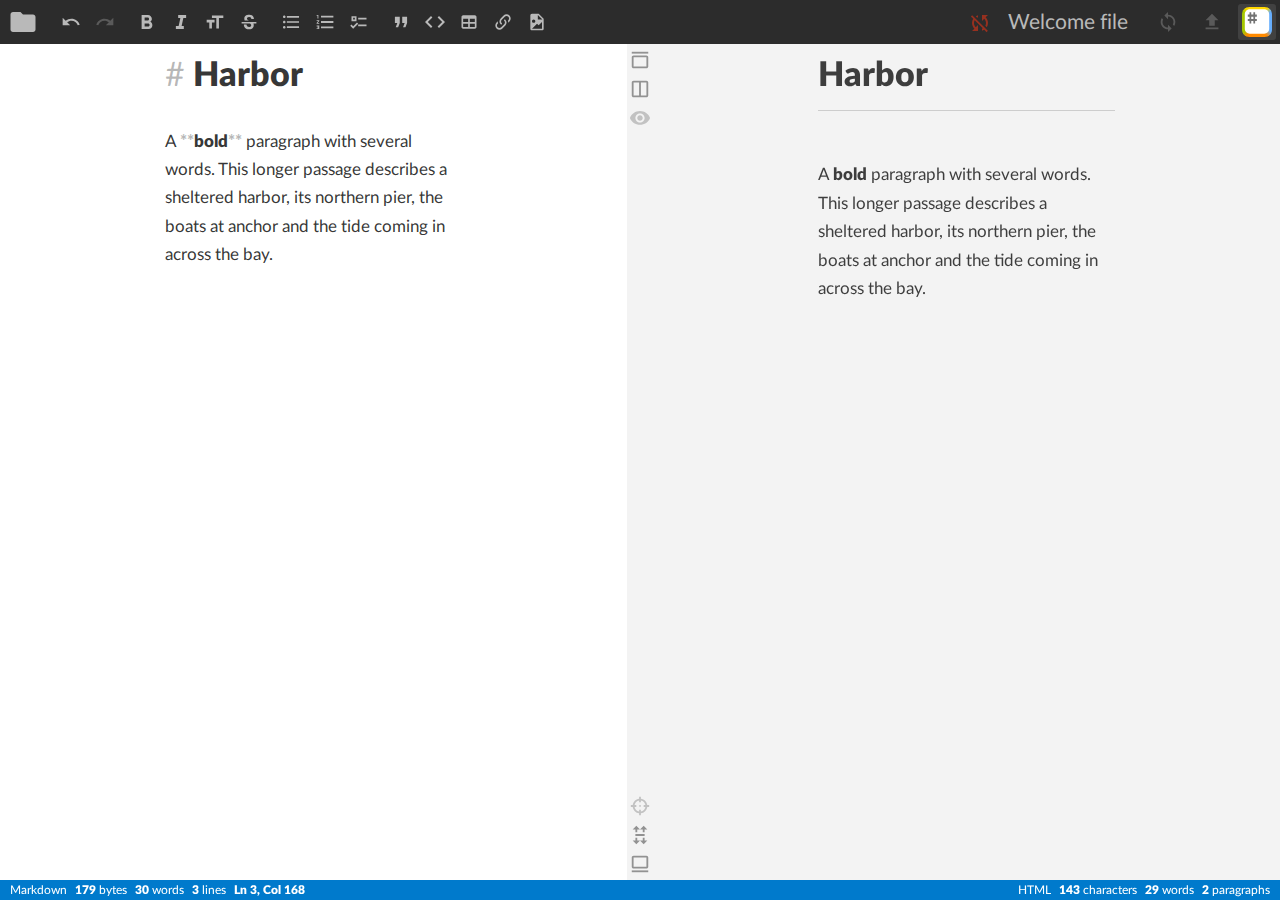 Welcome file
# Harbor
A **bold** paragraph with several
words. This longer passage describes a
sheltered harbor, its northern pier, the
boats at anchor and the tide coming in
across the bay.
Harbor
A bold paragraph with several words.
This longer passage describes a
sheltered harbor, its northern pier, the
boats at anchor and the tide coming in
across the bay.
Markdown 179 bytes 30 words 3 lines Ln 3, Col 168
HTML 143 characters 29 words 2 paragraphs